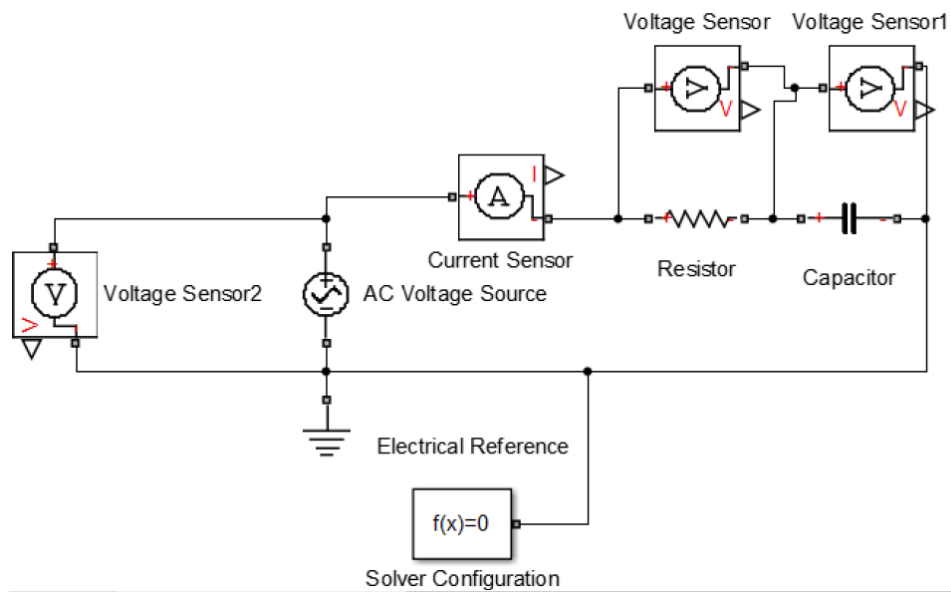 Voltage Sensor
Voltage Sensor1
+
-
V
V
+
-
V
V
I
+
A
-
Current Sensor
+
-
Resistor
+
-
Capacitor
+
V
V
-
Voltage Sensor2
+
-
AC Voltage Source
Electrical Reference
f(x)=0
Solver Configuration